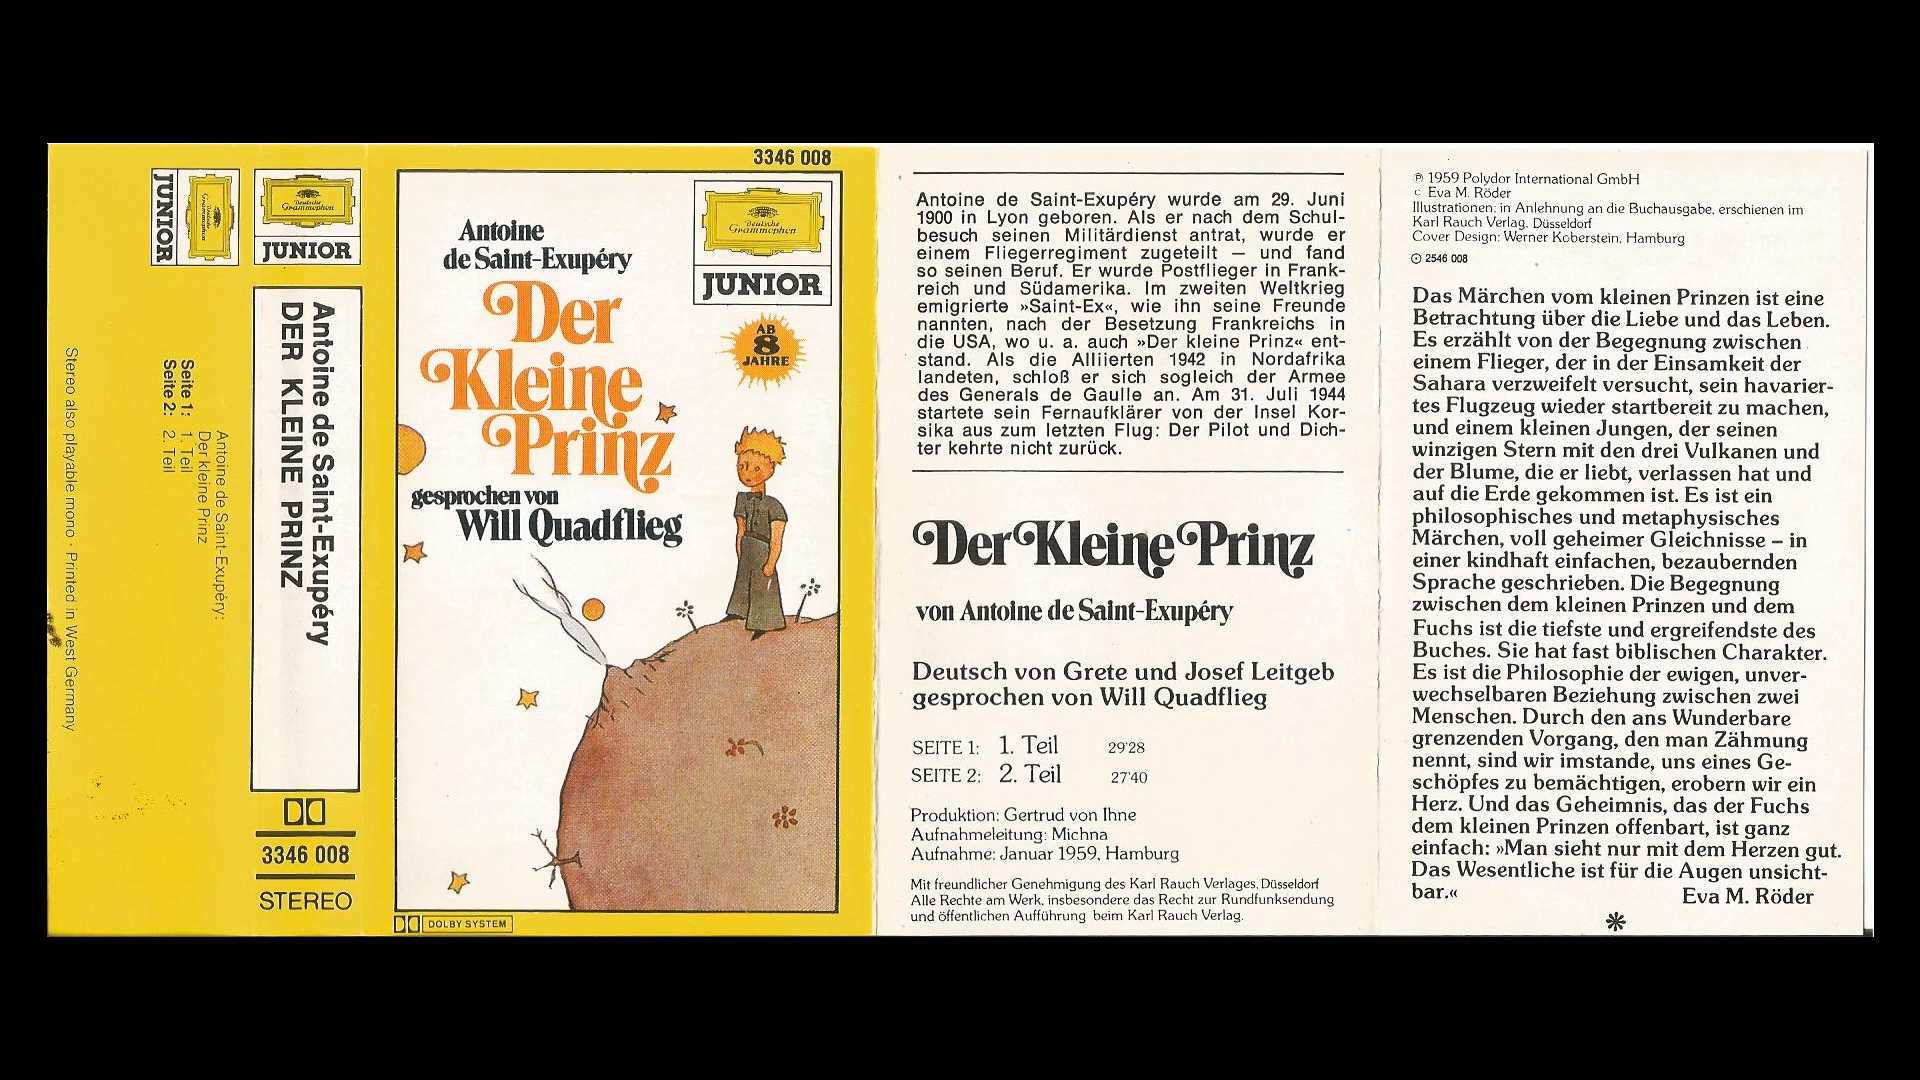 Stereo also playable mono · Printed in West Germany
JUNIOR
Deutsche
Grammophon
Antoine de Saint-Exupéry:
Der kleine Prinz
Seite 1: 1. Teil
Seite 2: 2. Teil
Deutsche
Grammophon
JUNIOR
Antoine de Saint-Exupéry
DER KLEINE PRINZ
3346 008
STEREO
3346 008
Deutsche
Grammophon
JUNIOR
Antoine
de Saint-Exupéry
Der
Kleine
Prinz
AB
8
JAHRE
gesprochen von
Will Quadflieg
DOLBY SYSTEM
Antoine de Saint-Exupéry wurde am 29. Juni
1900 in Lyon geboren. Als er nach dem Schul-
besuch seinen Militärdienst antrat, wurde er
einem Fliegerregiment zugeteilt — und fand
so seinen Beruf. Er wurde Postflieger in Frank-
reich und Südamerika. Im zweiten Weltkrieg
emigrierte »Saint-Ex«, wie ihn seine Freunde
nannten, nach der Besetzung Frankreichs in
die USA, wo u. a. auch »Der kleine Prinz« ent-
stand. Als die Alliierten 1942 in Nordafrika
landeten, schloß er sich sogleich der Armee
des Generals de Gaulle an. Am 31. Juli 1944
startete sein Fernaufklärer von der Insel Kor-
sika aus zum letzten Flug: Der Pilot und Dich-
ter kehrte nicht zurück.
Der Kleine Prinz
von Antoine de Saint-Exupéry
Deutsch von Grete und Josef Leitgeb
gesprochen von Will Quadflieg
SEITE 1: 1. Teil 29'28
SEITE 2: 2. Teil 27'40
Produktion: Gertrud von Ihne
Aufnahmeleitung: Michna
Aufnahme: Januar 1959, Hamburg
Mit freundlicher Genehmigung des Karl Rauch Verlages, Düsseldorf
Alle Rechte am Werk, insbesondere das Recht zur Rundfunksendung
und öffentlichen Aufführung beim Karl Rauch Verlag.
℗ 1959 Polydor International GmbH
c Eva M. Röder
Illustrationen: in Anlehnung an die Buchausgabe, erschienen im
Karl Rauch Verlag, Düsseldorf
Cover Design: Werner Koberstein, Hamburg
⊙ 2546 008
Das Märchen vom kleinen Prinzen ist eine
Betrachtung über die Liebe und das Leben.
Es erzählt von der Begegnung zwischen
einem Flieger, der in der Einsamkeit der
Sahara verzweifelt versucht, sein havarier-
tes Flugzeug wieder startbereit zu machen,
und einem kleinen Jungen, der seinen
winzigen Stern mit den drei Vulkanen und
der Blume, die er liebt, verlassen hat und
auf die Erde gekommen ist. Es ist ein
philosophisches und metaphysisches
Märchen, voll geheimer Gleichnisse – in
einer kindhaft einfachen, bezaubernden
Sprache geschrieben. Die Begegnung
zwischen dem kleinen Prinzen und dem
Fuchs ist die tiefste und ergreifendste des
Buches. Sie hat fast biblischen Charakter.
Es ist die Philosophie der ewigen, unver-
wechselbaren Beziehung zwischen zwei
Menschen. Durch den ans Wunderbare
grenzenden Vorgang, den man Zähmung
nennt, sind wir imstande, uns eines Ge-
schöpfes zu bemächtigen, erobern wir ein
Herz. Und das Geheimnis, das der Fuchs
dem kleinen Prinzen offenbart, ist ganz
einfach: »Man sieht nur mit dem Herzen gut.
Das Wesentliche ist für die Augen unsicht-
bar.« Eva M. Röder